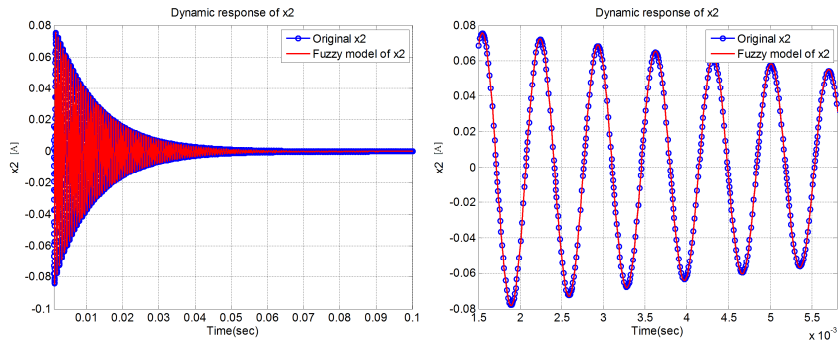 Dynamic response of x2
0.08
0.06
0.04
0.02
0
-0.02
-0.04
-0.06
-0.08
-0.1
x2 [A]
Original x2
Fuzzy model of x2
0.01 0.02 0.03 0.04 0.05 0.06 0.07 0.08 0.09 0.1
Time(sec)
Dynamic response of x2
0.08
0.06
0.04
0.02
0
-0.02
-0.04
-0.06
-0.08
x2 [A]
Original x2
Fuzzy model of x2
1.5 2 2.5 3 3.5 4 4.5 5 5.5
Time(sec)
x 10⁻³